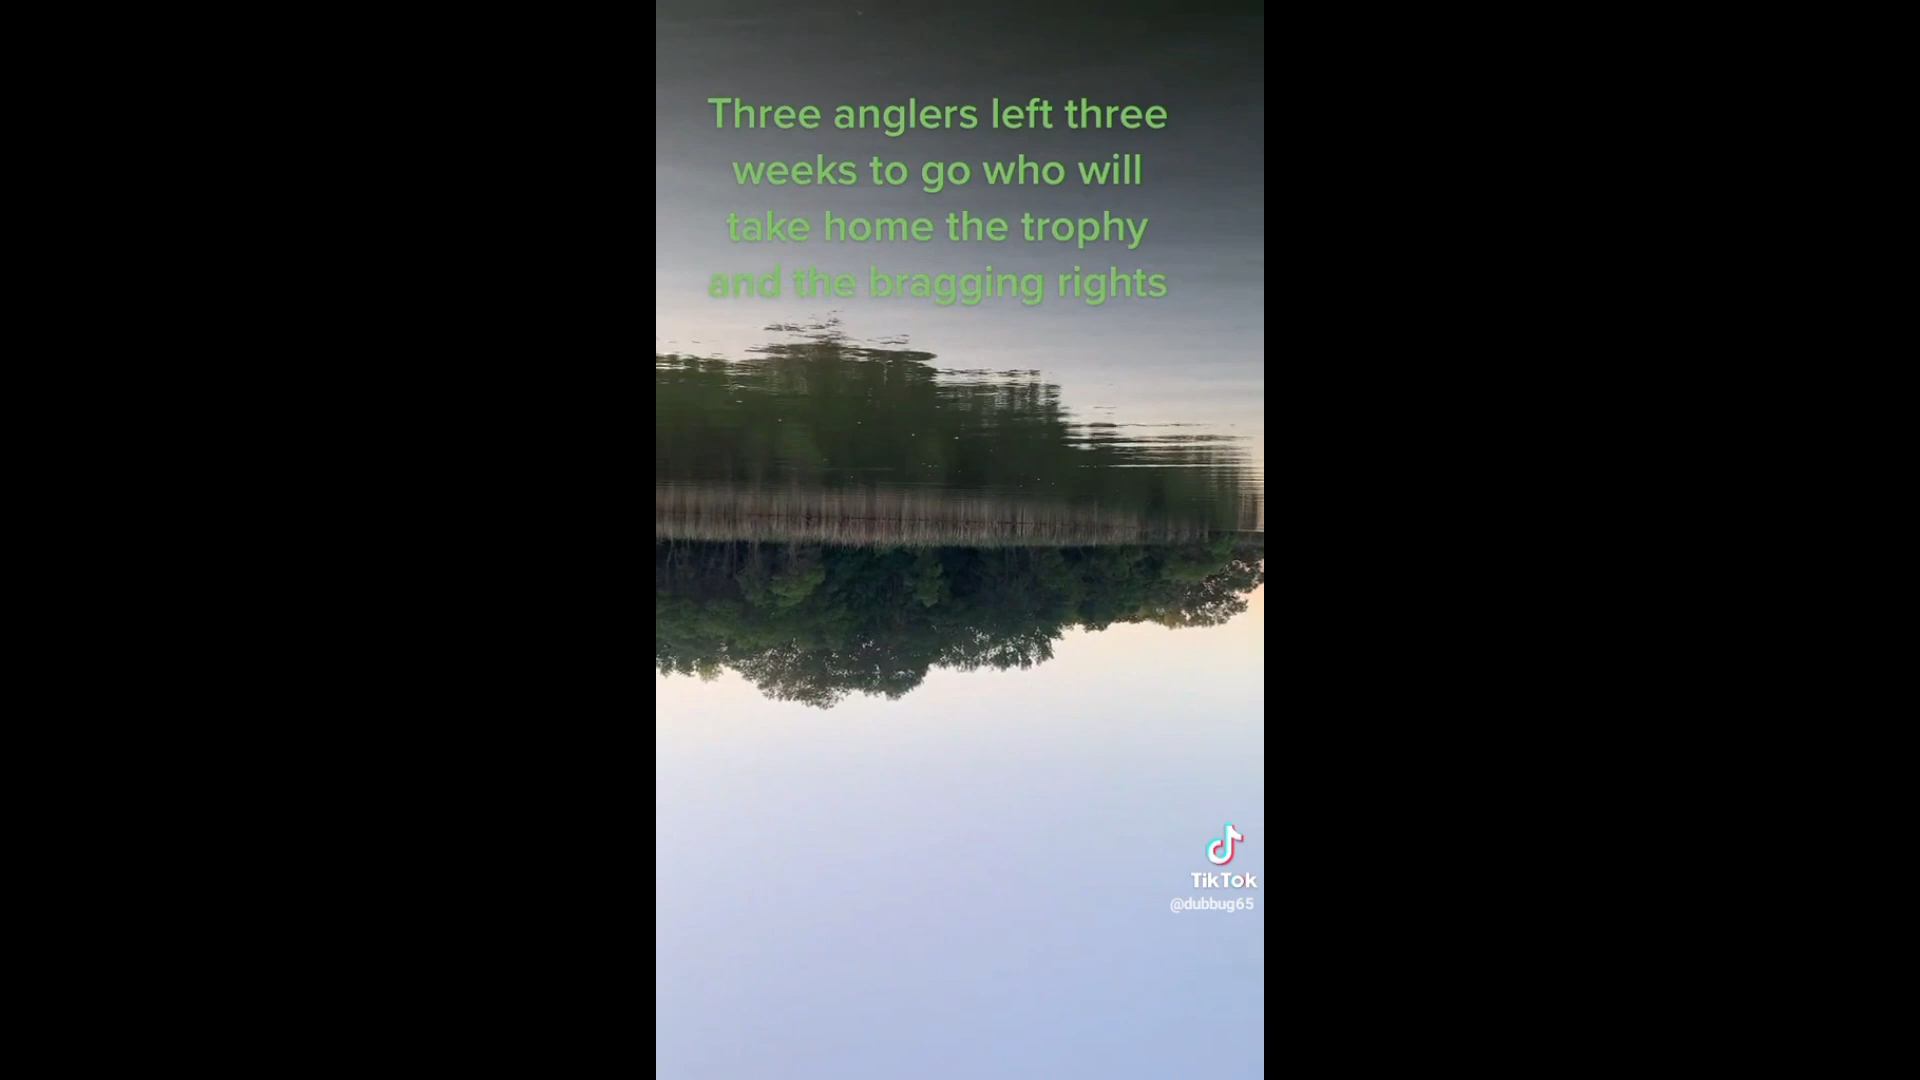 Three anglers left three
weeks to go who will
take home the trophy
and the bragging rights
TikTok
@dubbug65